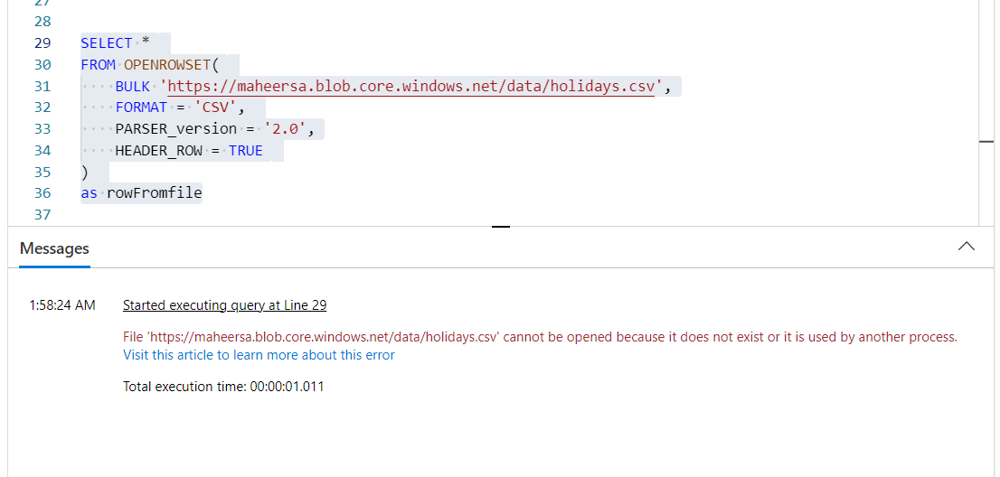 27
28
29 SELECT *
30 FROM OPENROWSET(
31 BULK 'https://maheersa.blob.core.windows.net/data/holidays.csv',
32 FORMAT = 'CSV',
33 PARSER_version = '2.0',
34 HEADER_ROW = TRUE
35 )
36 as rowFromfile
37
Messages
1:58:24 AM Started executing query at Line 29
File 'https://maheersa.blob.core.windows.net/data/holidays.csv' cannot be opened because it does not exist or it is used by another process.
Visit this article to learn more about this error
Total execution time: 00:00:01.011